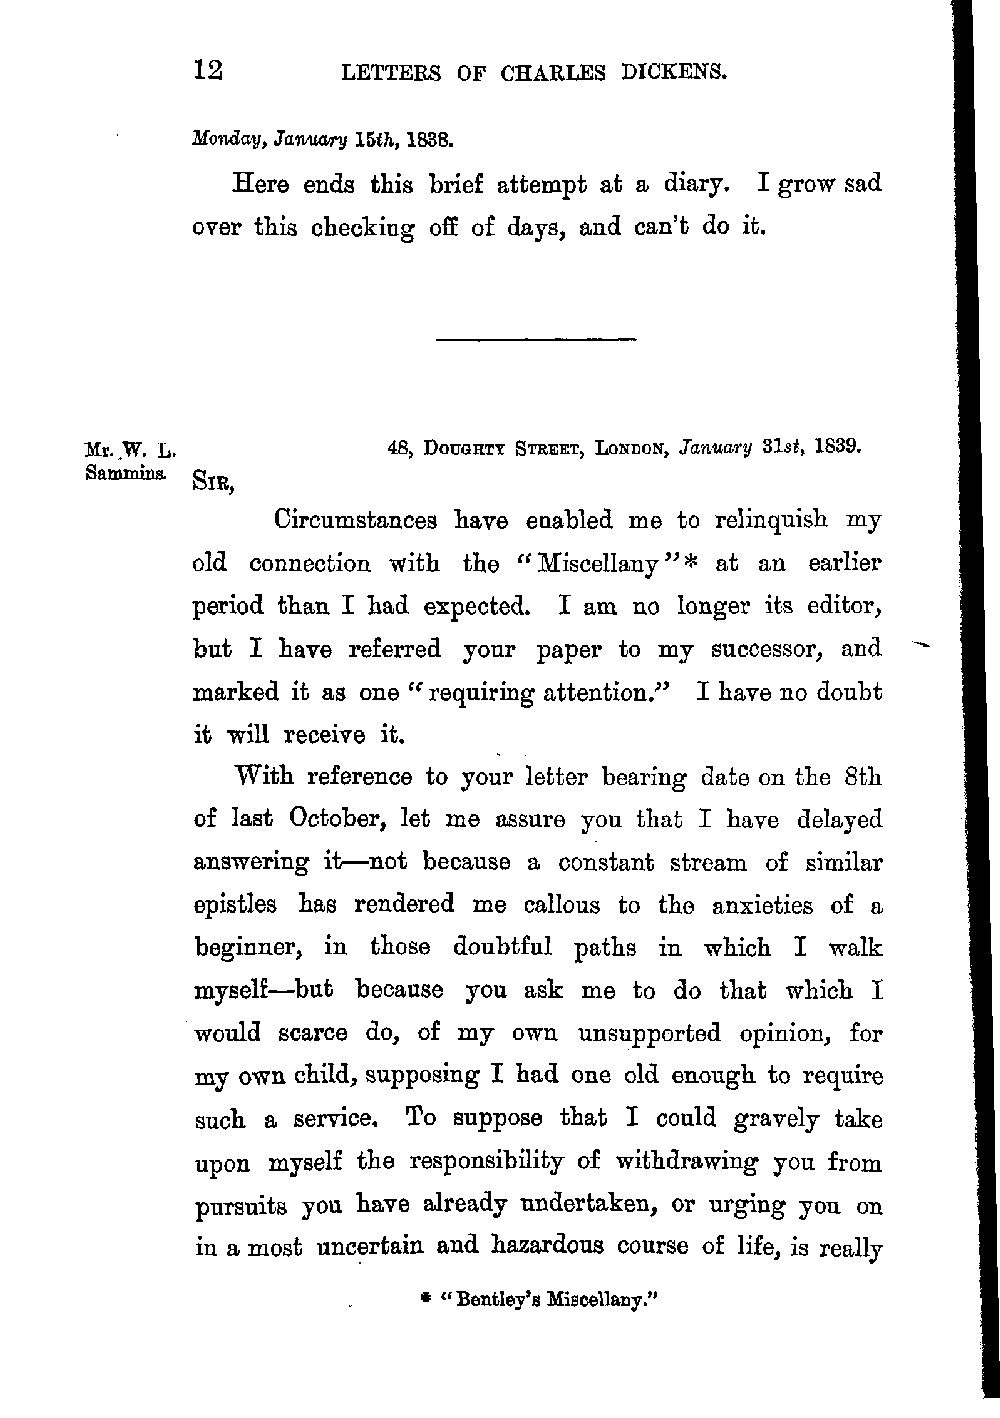 12 LETTERS OF CHARLES DICKENS.
Monday, January 15th, 1838.
Here ends this brief attempt at a diary. I grow sad
over this checking off of days, and can't do it.
Mr. W. L.
Sammins.
48, DOUGHTY STREET, LONDON, January 31st, 1839.
SIR,
Circumstances have enabled me to relinquish my
old connection with the "Miscellany"* at an earlier
period than I had expected. I am no longer its editor,
but I have referred your paper to my successor, and
marked it as one "requiring attention." I have no doubt
it will receive it.
With reference to your letter bearing date on the 8th
of last October, let me assure you that I have delayed
answering it—not because a constant stream of similar
epistles has rendered me callous to the anxieties of a
beginner, in those doubtful paths in which I walk
myself—but because you ask me to do that which I
would scarce do, of my own unsupported opinion, for
my own child, supposing I had one old enough to require
such a service. To suppose that I could gravely take
upon myself the responsibility of withdrawing you from
pursuits you have already undertaken, or urging you on
in a most uncertain and hazardous course of life, is really
* "Bentley's Miscellany."